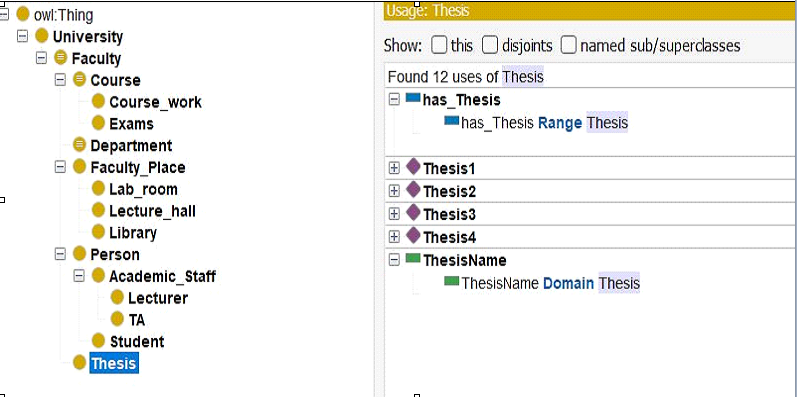 owl:Thing
University
Faculty
Course
Course_work
Exams
Department
Faculty_Place
Lab_room
Lecture_hall
Library
Person
Academic_Staff
Lecturer
TA
Student
Thesis
Usage: Thesis
Show: this disjoints named sub/superclasses
Found 12 uses of Thesis
has_Thesis
has_Thesis Range Thesis
Thesis1
Thesis2
Thesis3
Thesis4
ThesisName
ThesisName Domain Thesis